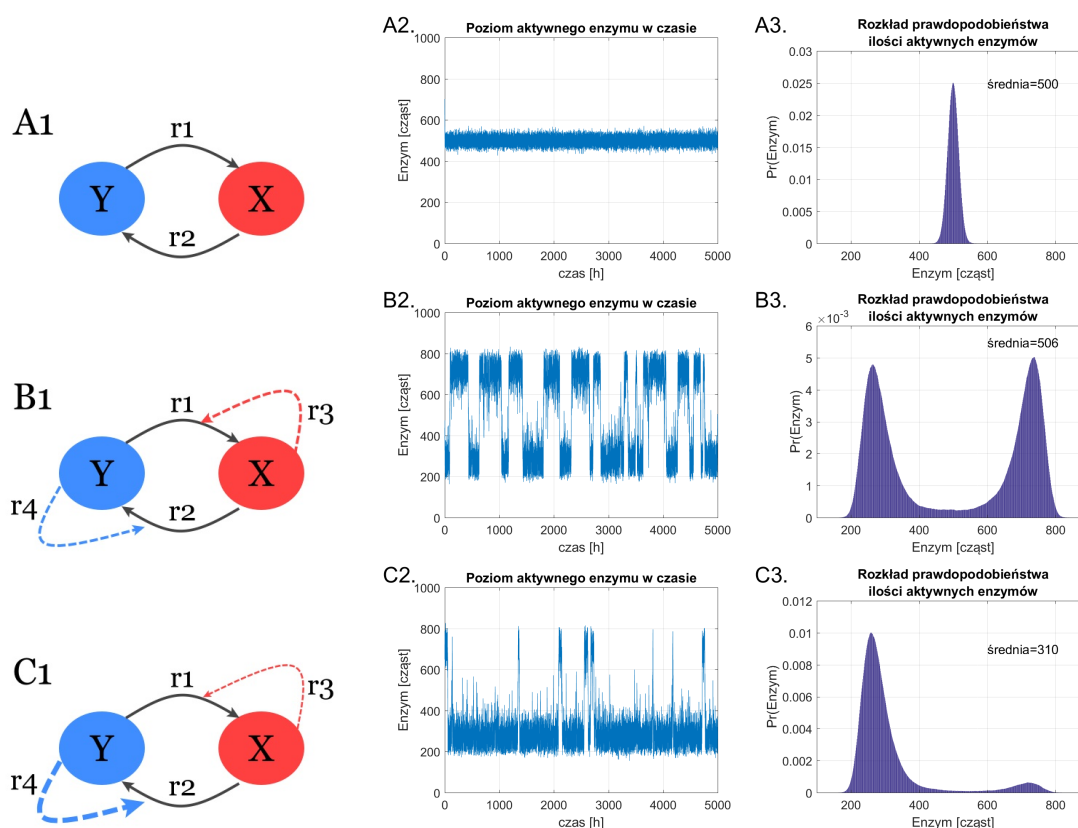 A1
r1
Y
X
r2
A2.
Poziom aktywnego enzymu w czasie
1000
800
600
400
200
0
Enzym [cząst]
0 1000 2000 3000 4000 5000
czas [h]
A3.
Rozkład prawdopodobieństwa
ilości aktywnych enzymów
0.03
0.025
0.02
0.015
0.01
0.005
0
Pr(Enzym)
średnia=500
200 400 600 800
Enzym [cząst]
B1
r1
r3
Y
X
r4
r2
B2.
Poziom aktywnego enzymu w czasie
1000
800
600
400
200
0
Enzym [cząst]
0 1000 2000 3000 4000 5000
czas [h]
B3.
Rozkład prawdopodobieństwa
ilości aktywnych enzymów
×10⁻³
6
5
4
3
2
1
0
Pr(Enzym)
średnia=506
200 400 600 800
Enzym [cząst]
C1
r1
r3
Y
X
r4
r2
C2.
Poziom aktywnego enzymu w czasie
1000
800
600
400
200
0
Enzym [cząst]
0 1000 2000 3000 4000 5000
czas [h]
C3.
Rozkład prawdopodobieństwa
ilości aktywnych enzymów
0.012
0.01
0.008
0.006
0.004
0.002
0
Pr(Enzym)
średnia=310
200 400 600 800
Enzym [cząst]